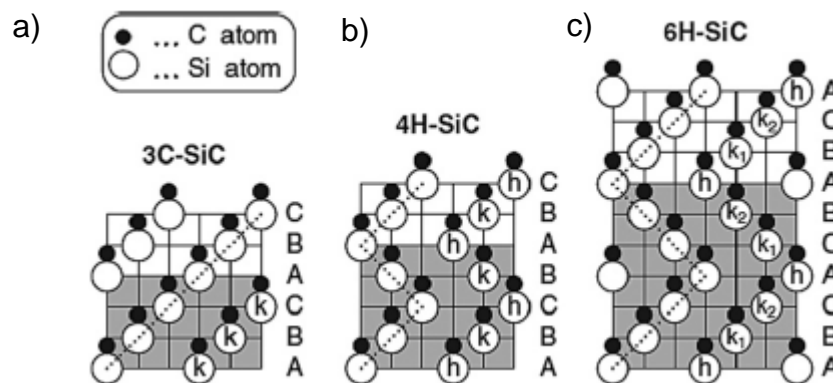 a)
... C atom
... Si atom
3C-SiC
C
B
A
k C
k B
k A
b)
4H-SiC
h C
k B
h A
k B
h C
k B
h A
c)
6H-SiC
h A
k₂ C
k₁ B
h A
k₂ B
k₁ C
h A
k₂ C
k₁ B
h A